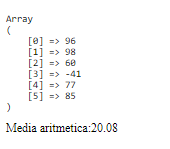 Array
(
    [0] => 96
    [1] => 98
    [2] => 60
    [3] => -41
    [4] => 77
    [5] => 85
)
Media aritmetica:20.08